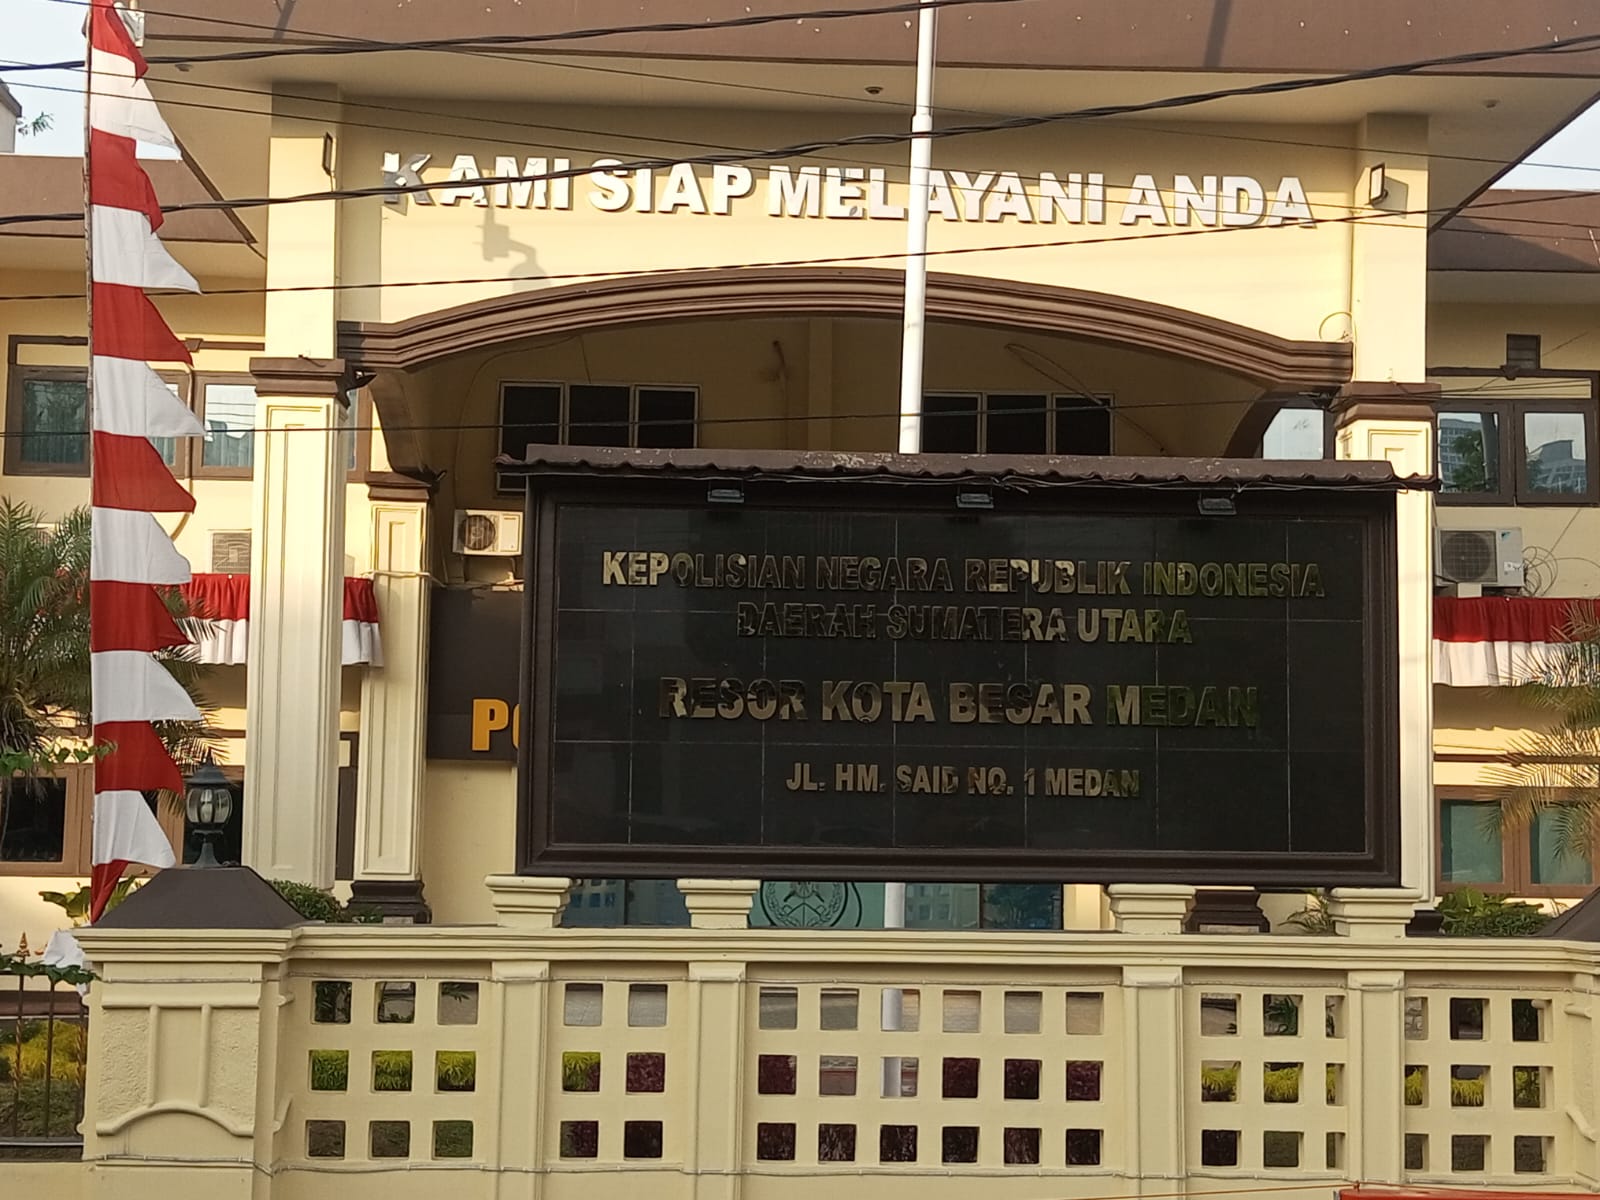 KAMI SIAP MELAYANI ANDA
KEPOLISIAN NEGARA REPUBLIK INDONESIA
DAERAH SUMATERA UTARA
RESOR KOTA BESAR MEDAN
JL. HM. SAID NO. 1 MEDAN